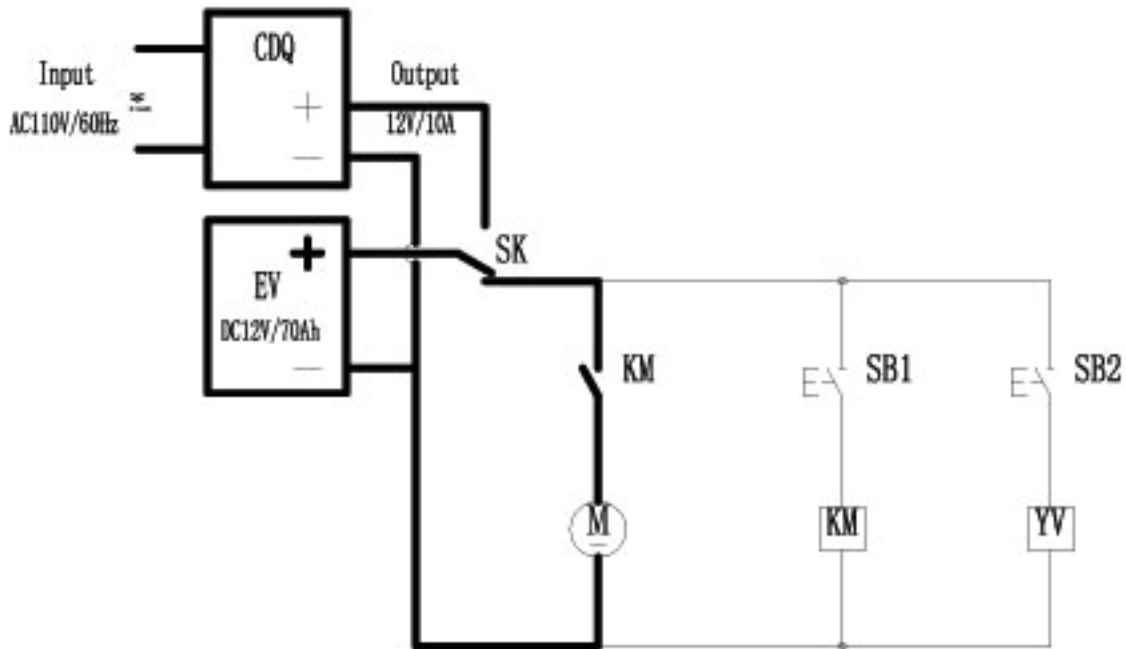 CDQ
Input
AC110V/60Hz
Output
12V/10A
+
—
SK
+
EV
DC12V/70Ah
—
KM
SB1
SB2
M
KM
YV